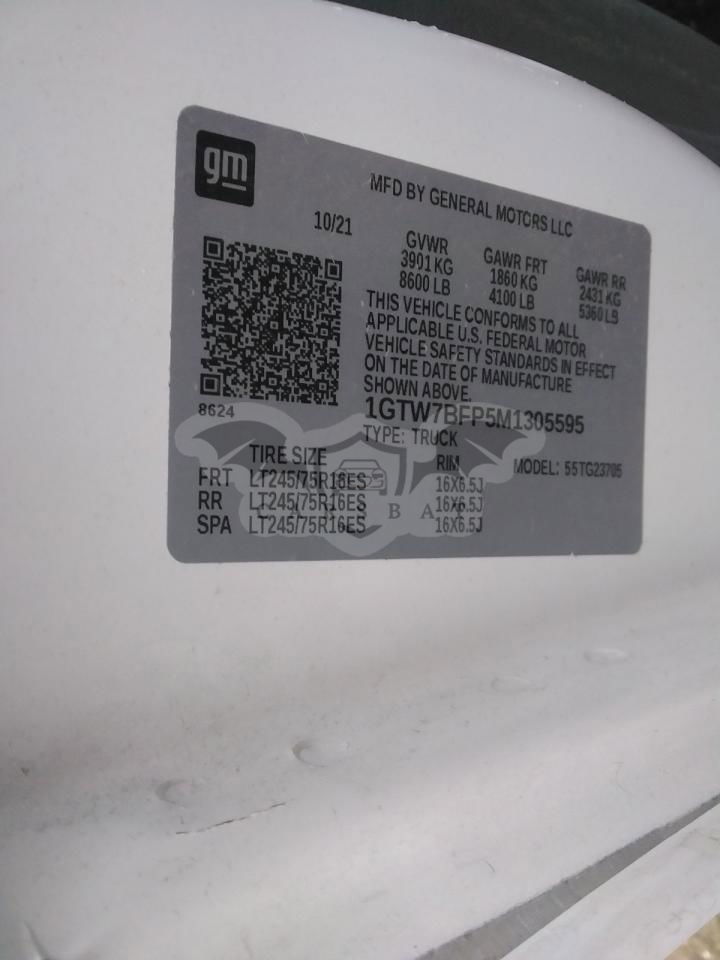 gm
MFD BY GENERAL MOTORS LLC
10/21
GVWR
3901 KG
8600 LB
GAWR FRT
1860 KG
4100 LB
GAWR RR
2431 KG
5360 LB
THIS VEHICLE CONFORMS TO ALL
APPLICABLE U.S. FEDERAL MOTOR
VEHICLE SAFETY STANDARDS IN EFFECT
ON THE DATE OF MANUFACTURE
SHOWN ABOVE.
8624
1GTW7BFP5M1305595
TYPE: TRUCK
TIRE SIZE
RIM
MODEL: 55TG23705
FRT LT245/75R16ES 16X6.5J
RR LT245/75R16ES 16X6.5J
SPA LT245/75R16ES 16X6.5J